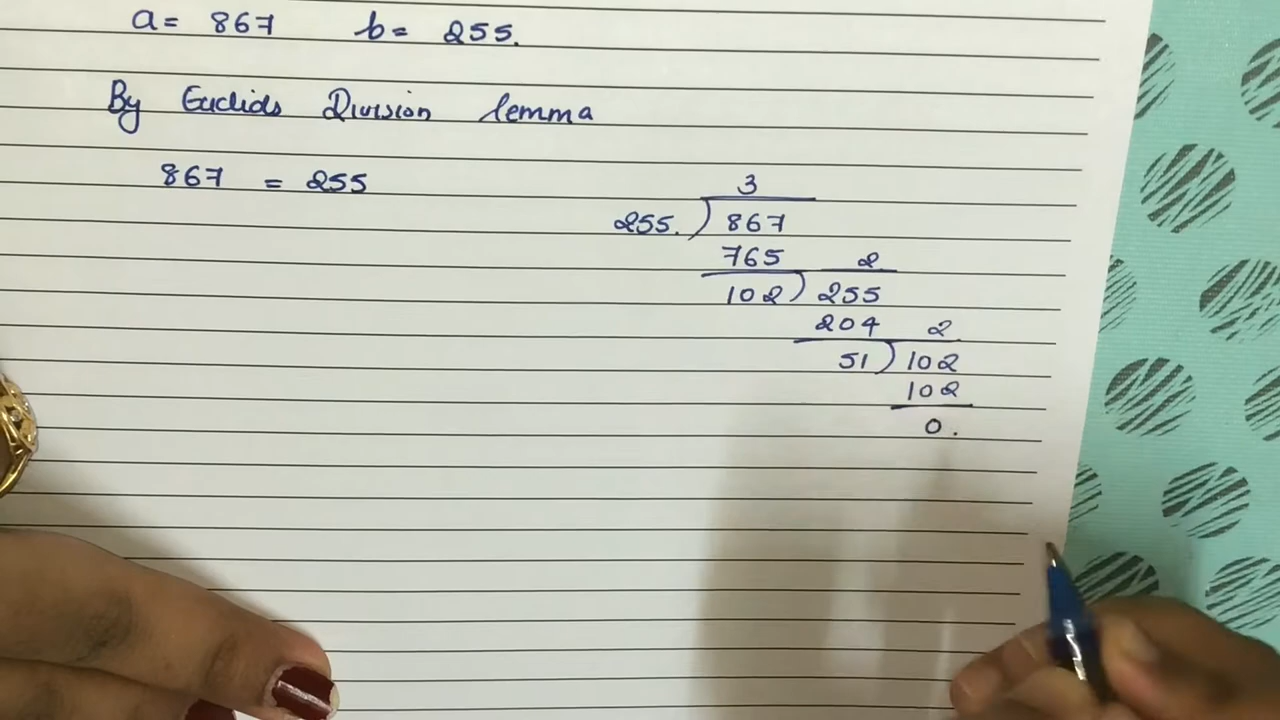 a = 867 b = 255.
By Euclids Division lemma
867 = 255
3
255. ) 867
765 2
102 ) 255
204 2
51 ) 102
102
0.